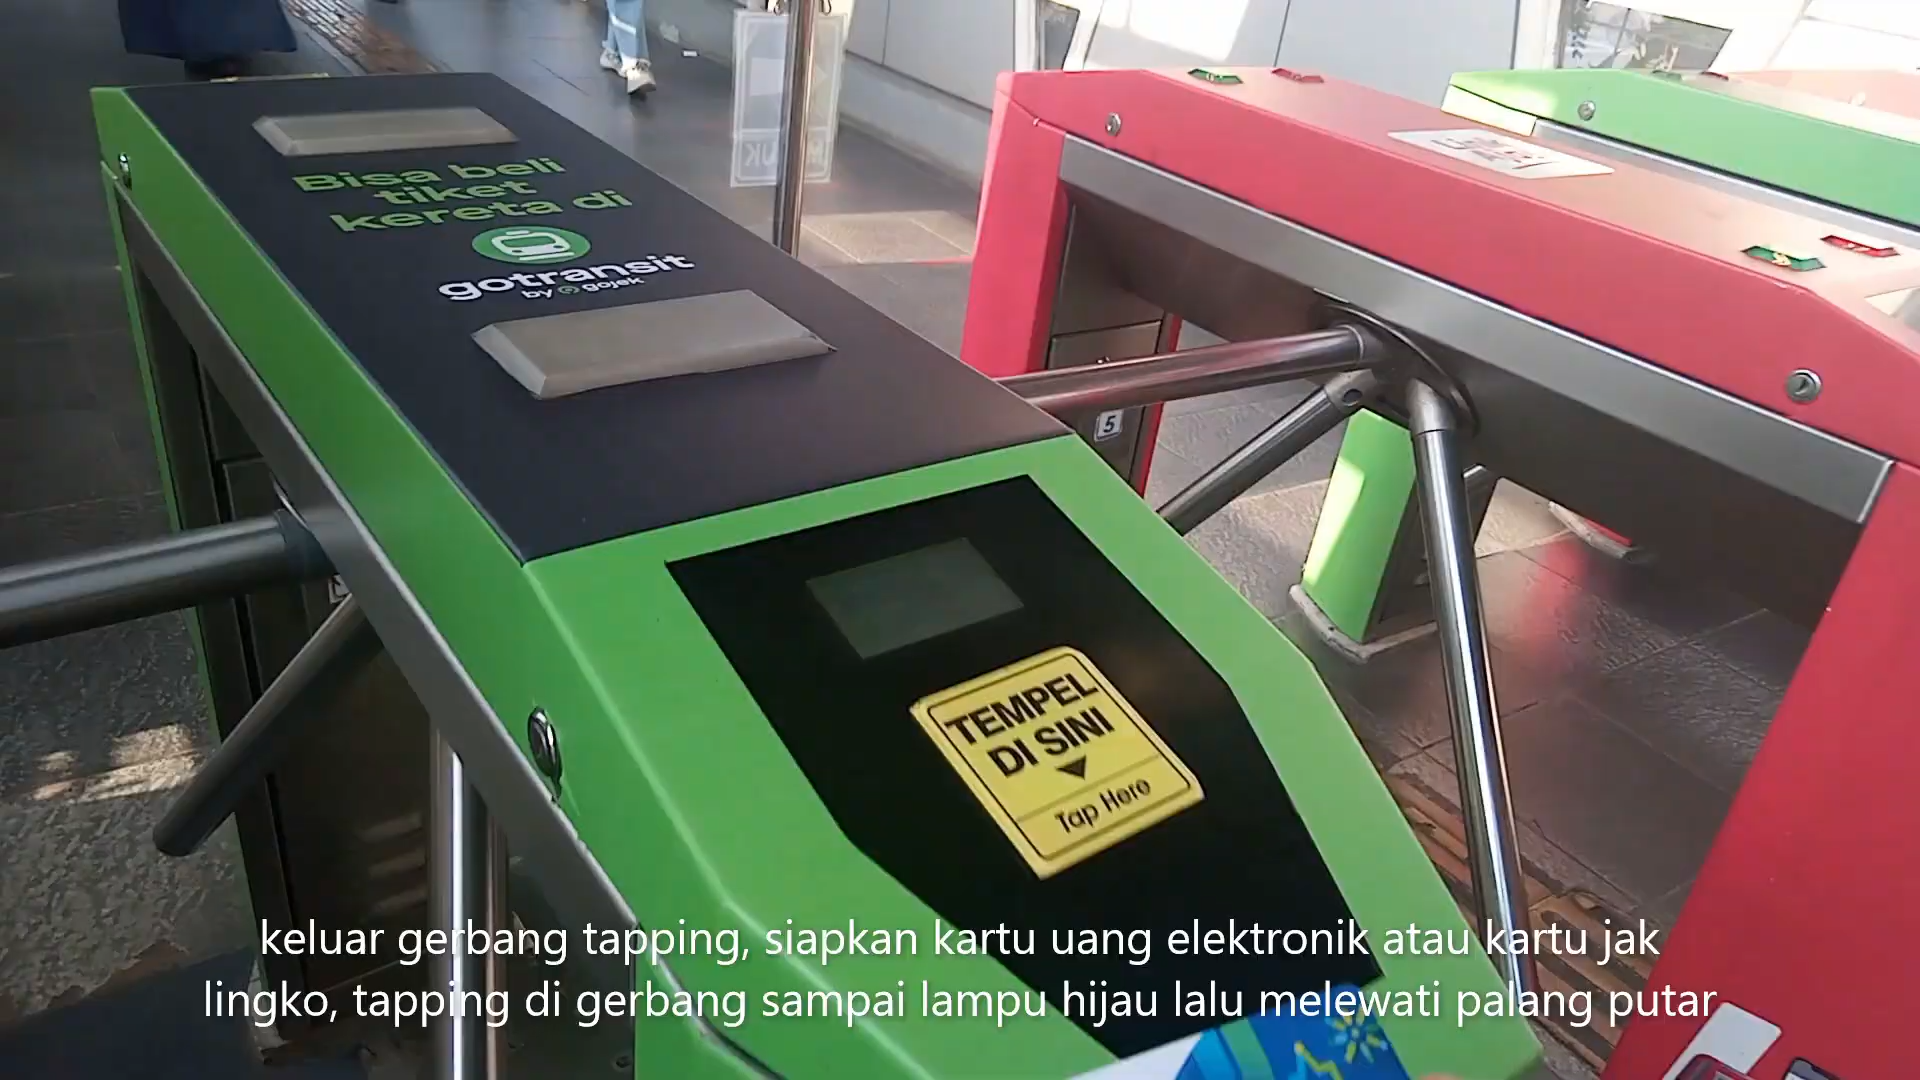 Bisa beli
tiket
kereta di
gotransit
by gojek
5
TEMPEL
DI SINI
Tap Here
keluar gerbang tapping, siapkan kartu uang elektronik atau kartu jak
lingko, tapping di gerbang sampai lampu hijau lalu melewati palang putar